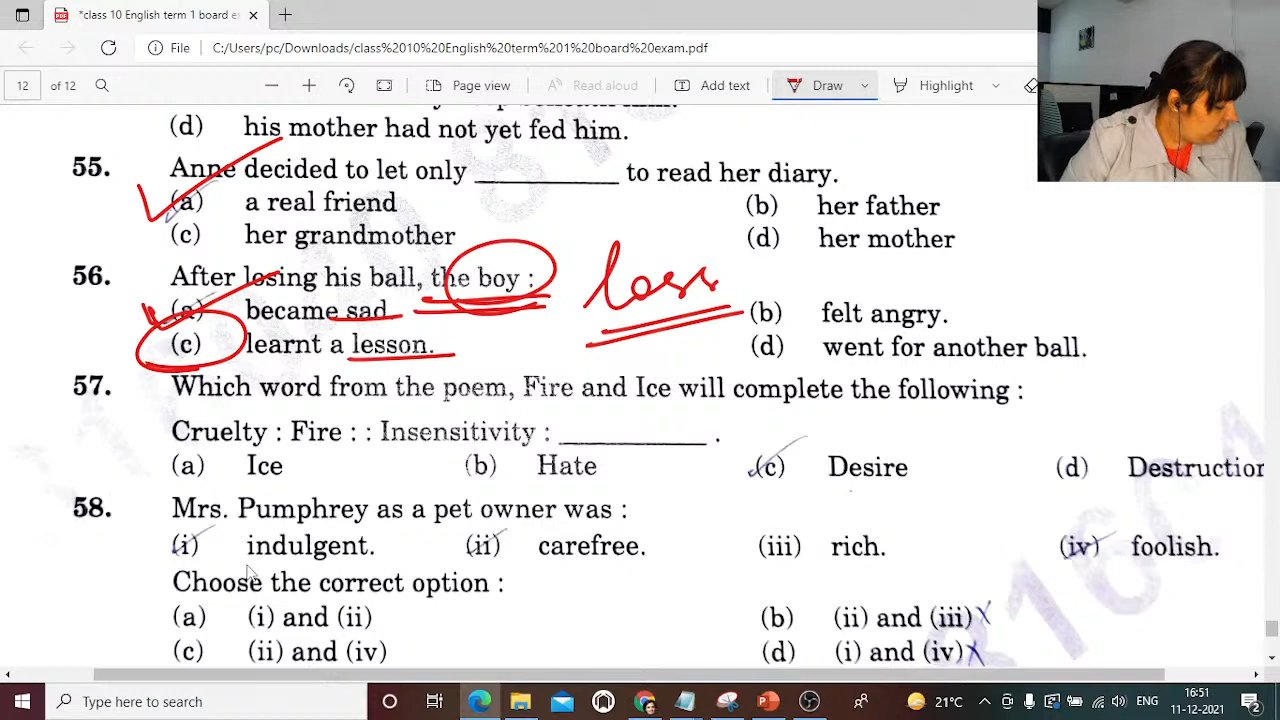 *class 10 English term 1 board e
File C:/Users/pc/Downloads/class%2010%20English%20term%201%20board%20exam.pdf
12 of 12 Page view Read aloud Add text Draw Highlight
(d) his mother had not yet fed him.
55. Anne decided to let only __________ to read her diary.
(a) a real friend (b) her father
(c) her grandmother (d) her mother
56. After losing his ball, the boy : loss
(a) became sad (b) felt angry.
(c) learnt a lesson. (d) went for another ball.
57. Which word from the poem, Fire and Ice will complete the following :
Cruelty : Fire : : Insensitivity : __________ .
(a) Ice (b) Hate (c) Desire (d) Destruction
58. Mrs. Pumphrey as a pet owner was :
(i) indulgent. (ii) carefree. (iii) rich. (iv) foolish.
Choose the correct option :
(a) (i) and (ii) (b) (ii) and (iii)
(c) (ii) and (iv) (d) (i) and (iv)
Type here to search 21°C ENG 16:51
11-12-2021 2